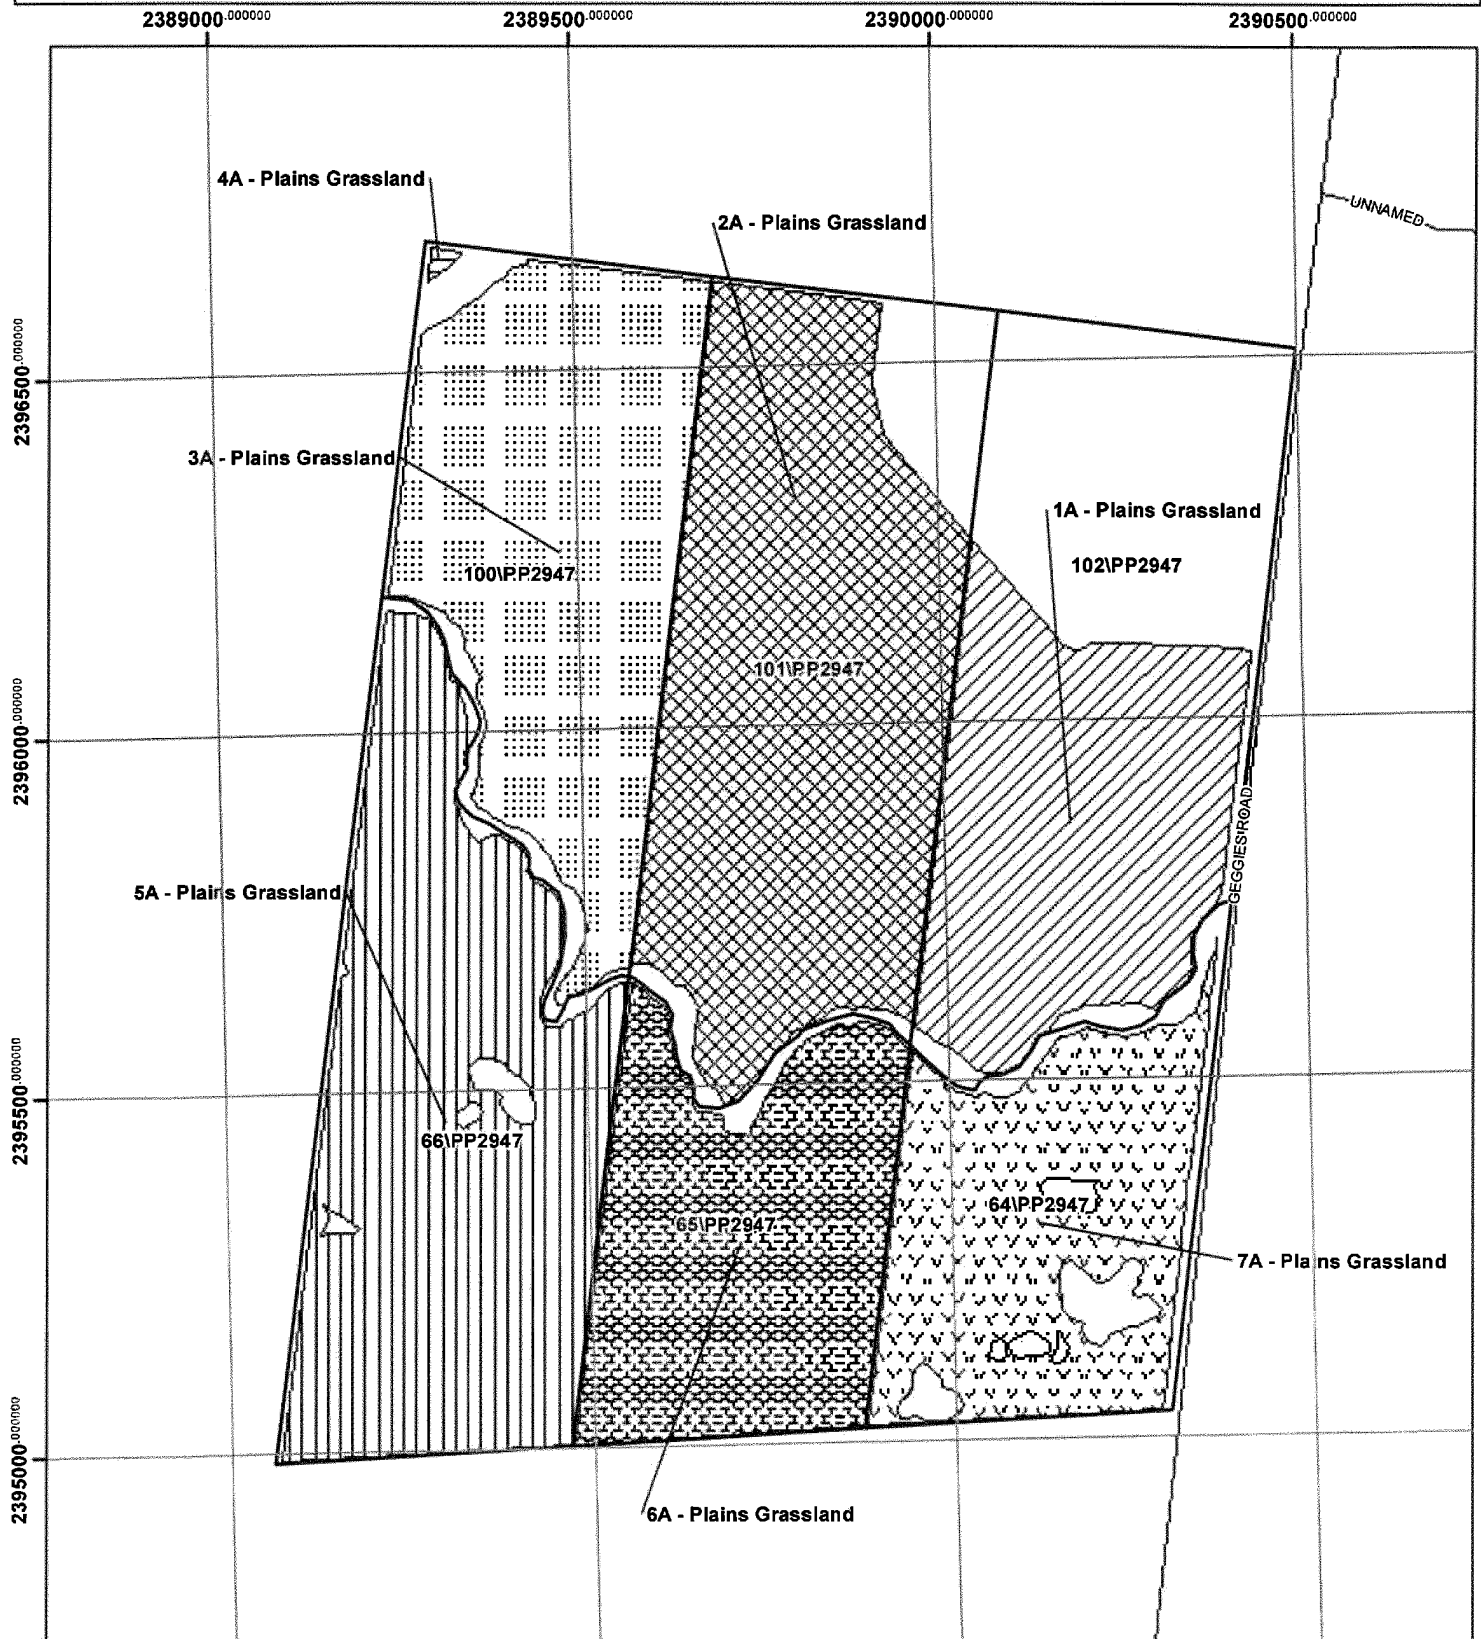 2389000.000000 2389500.000000 2390000.000000 2390500.000000
UNNAMED
4A - Plains Grassland
2A - Plains Grassland
2396500.000000
3A - Plains Grassland
1A - Plains Grassland
102\PP2947
100\PP2947
101\PP2947
2396000.000000
GEGGIES ROAD
5A - Plains Grassland
2395500.000000
66\PP2947
64\PP2947
65\PP2947
7A - Plains Grassland
2395000.000000
6A - Plains Grassland